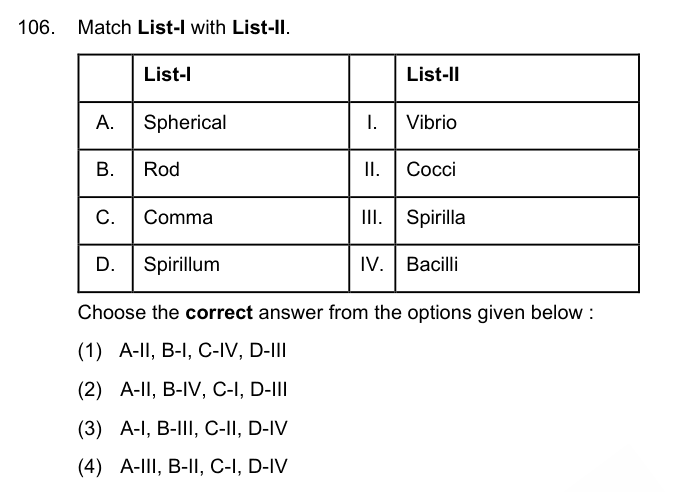 106. Match List-I with List-II.
List-I List-II
A. Spherical I. Vibrio
B. Rod II. Cocci
C. Comma III. Spirilla
D. Spirillum IV. Bacilli
Choose the correct answer from the options given below :
(1) A-II, B-I, C-IV, D-III
(2) A-II, B-IV, C-I, D-III
(3) A-I, B-III, C-II, D-IV
(4) A-III, B-II, C-I, D-IV